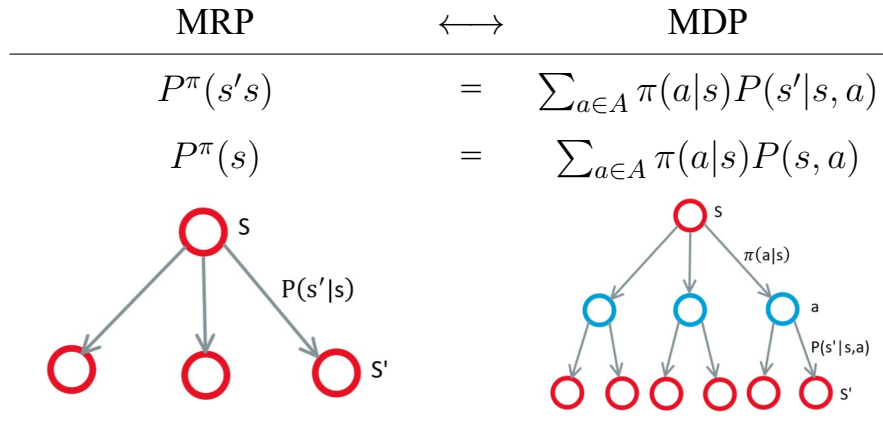 MRP ⟷ MDP
P^π(s′s) = ∑_{a∈A} π(a|s)P(s′|s, a)
P^π(s) = ∑_{a∈A} π(a|s)P(s, a)
S
P(s′|s)
S'
S
π(a|s)
a
P(s'|s,a)
S'